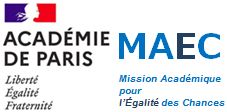 ACADÉMIE
DE PARIS
Liberté
Égalité
Fraternité
MAEC
Mission Académique
pour
l'Égalité des Chances